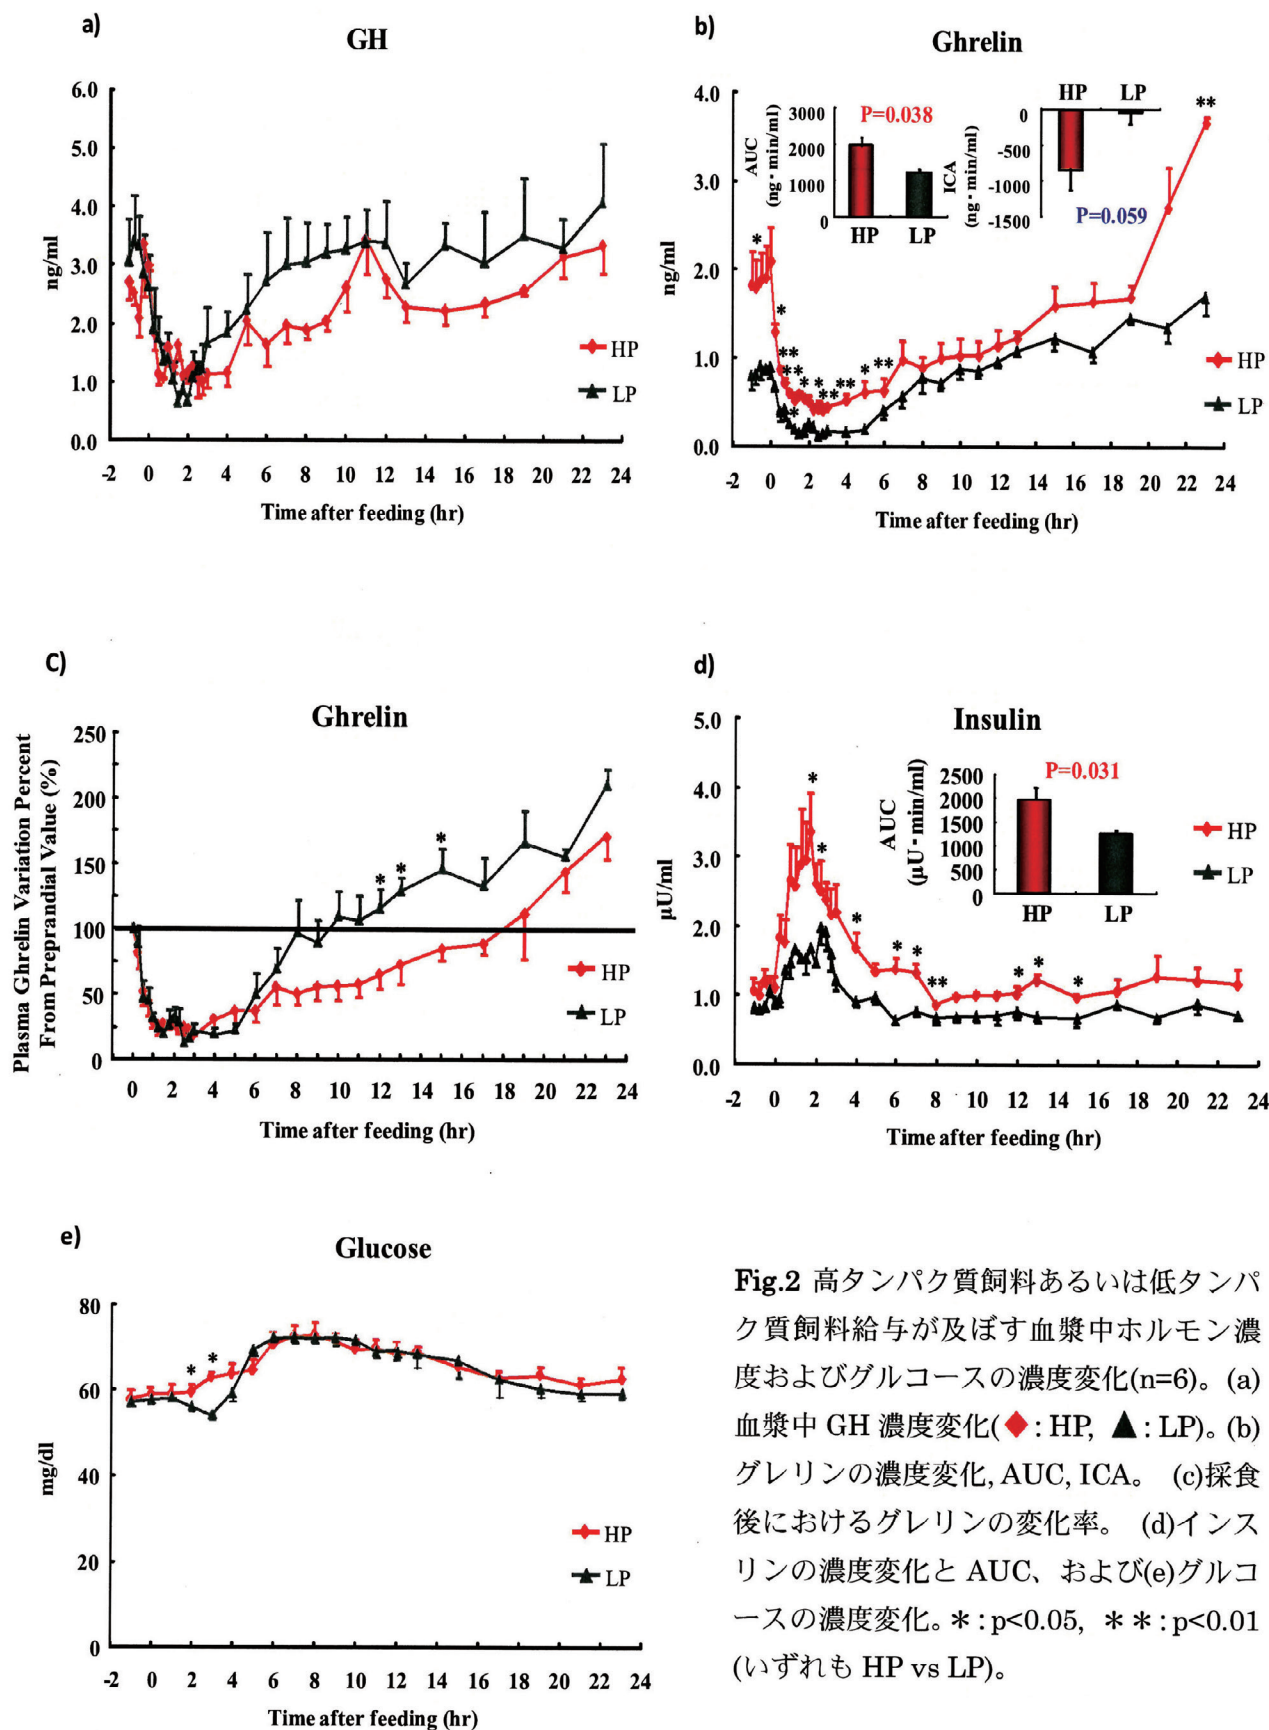 a)
GH
6.0
5.0
4.0
3.0
2.0
1.0
0.0
ng/ml
HP
LP
-2 0 2 4 6 8 10 12 14 16 18 20 22 24
Time after feeding (hr)
b)
Ghrelin
4.0
3.0
2.0
1.0
0.0
ng/ml
AUC
(ng・min/ml)
3000
2000
1000
0
P=0.038
HP LP
ICA
(ng・min/ml)
HP LP
0
-500
-1000
-1500
P=0.059
**
*
*
**
**
*
*
*
**
**
*
**
HP
LP
-2 0 2 4 6 8 10 12 14 16 18 20 22 24
Time after feeding (hr)
C)
Ghrelin
Plasma Ghrelin Variation Percent
From Preprandial Value (%)
250
200
150
100
50
0
* * *
HP
LP
0 2 4 6 8 10 12 14 16 18 20 22 24
Time after feeding (hr)
d)
Insulin
5.0
4.0
3.0
2.0
1.0
0.0
µU/ml
AUC
(µU・min/ml)
2500
2000
1500
1000
500
0
P=0.031
HP LP
*
*
*
* *
**
* *
*
HP
LP
-2 0 2 4 6 8 10 12 14 16 18 20 22 24
Time after feeding (hr)
e)
Glucose
80
60
40
20
0
mg/dl
* *
HP
LP
-2 0 2 4 6 8 10 12 14 16 18 20 22 24
Time after feeding (hr)
Fig.2 高タンパク質飼料あるいは低タンパ
ク質飼料給与が及ぼす血漿中ホルモン濃
度およびグルコースの濃度変化(n=6)。(a)
血漿中 GH 濃度変化(◆: HP, ▲: LP)。(b)
グレリンの濃度変化, AUC, ICA。 (c)採食
後におけるグレリンの変化率。 (d)インス
リンの濃度変化と AUC、および(e)グルコ
ースの濃度変化。*: p<0.05, **: p<0.01
(いずれも HP vs LP)。